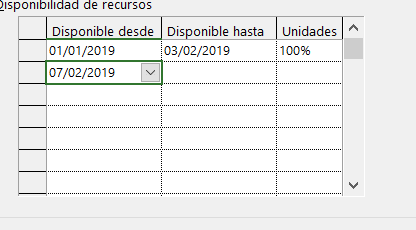 Disponibilidad de recursos
Disponible desde Disponible hasta Unidades
01/01/2019 03/02/2019 100%
07/02/2019